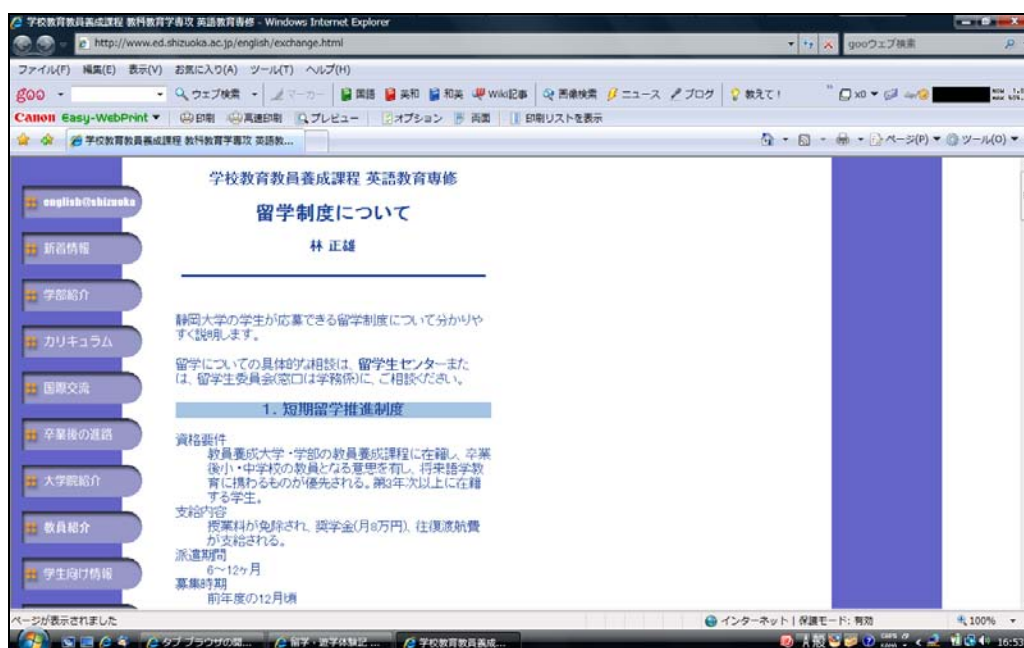 学校教育教員養成課程 教科教育学専攻 英語教育専修 - Windows Internet Explorer
http://www.ed.shizuoka.ac.jp/english/exchange.html
gooウェブ検索
ファイル(F) 編集(E) 表示(V) お気に入り(A) ツール(T) ヘルプ(H)
goo ウェブ検索 マーカー 国語 英和 和英 Wiki記事 画像検索 ニュース ブログ 教えて! x0
Canon Easy-WebPrint 印刷 高速印刷 プレビュー オプション 両面 印刷リストを表示
学校教育教員養成課程 教科教育学専攻 英語教... ページ(P) ツール(O)
学校教育教員養成課程 英語教育専修
留学制度について
林 正雄
english@shizuoka
新着情報
学部紹介
カリキュラム
国際交流
卒業後の進路
大学院紹介
教員紹介
学生向け情報
静岡大学の学生が応募できる留学制度について分かりや
すく説明します。
留学についての具体的な相談は、留学生センターまた
は、留学生委員会(窓口は学務係)に、ご相談ください。
1. 短期留学推進制度
資格要件
教員養成大学・学部の教員養成課程に在籍し、卒業
後小・中学校の教員となる意思を有し、将来語学教
育に携わるものが優先される。第3年次以上に在籍
する学生。
支給内容
授業料が免除され、奨学金(月8万円)、往復渡航費
が支給される。
派遣期間
6~12ヶ月
募集時期
前年度の12月頃
ページが表示されました インターネット | 保護モード: 有効 100%
タブ ブラウザの開... 留学・遊学体験記 ... 学校教育教員養成... A 般 CAPS KANA 16:53